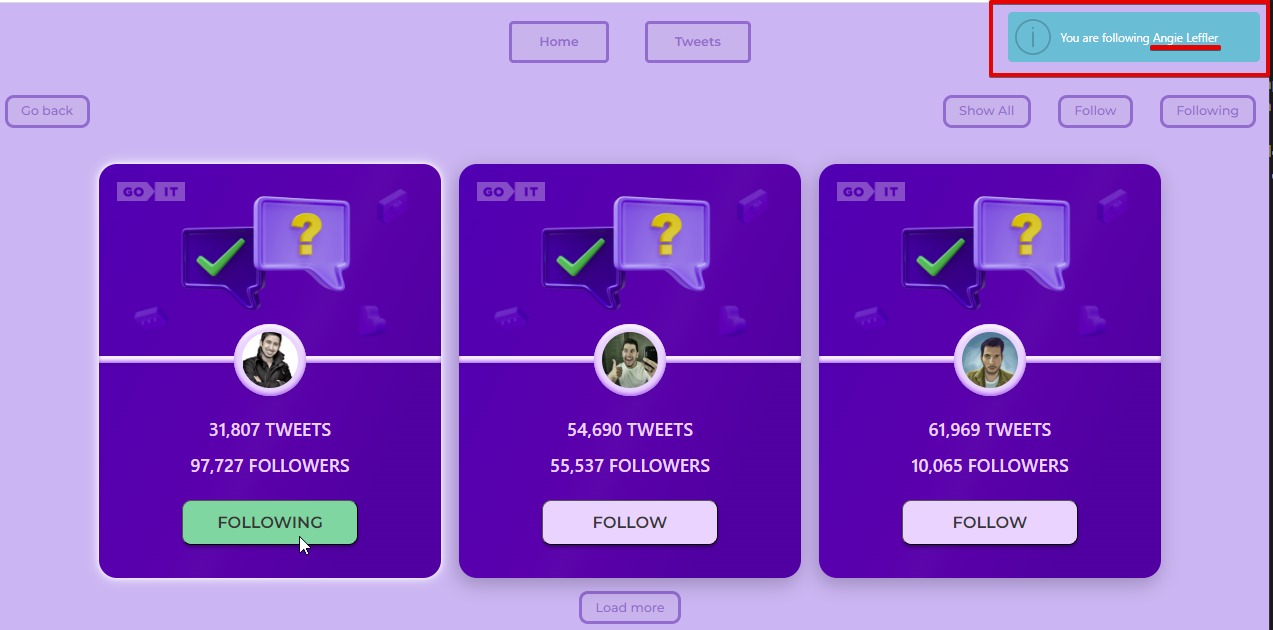 Home
Tweets
You are following Angie Leffler
Go back
Show All
Follow
Following
GO IT
GO IT
GO IT
?
?
?
31,807 TWEETS
97,727 FOLLOWERS
FOLLOWING
54,690 TWEETS
55,537 FOLLOWERS
FOLLOW
61,969 TWEETS
10,065 FOLLOWERS
FOLLOW
Load more